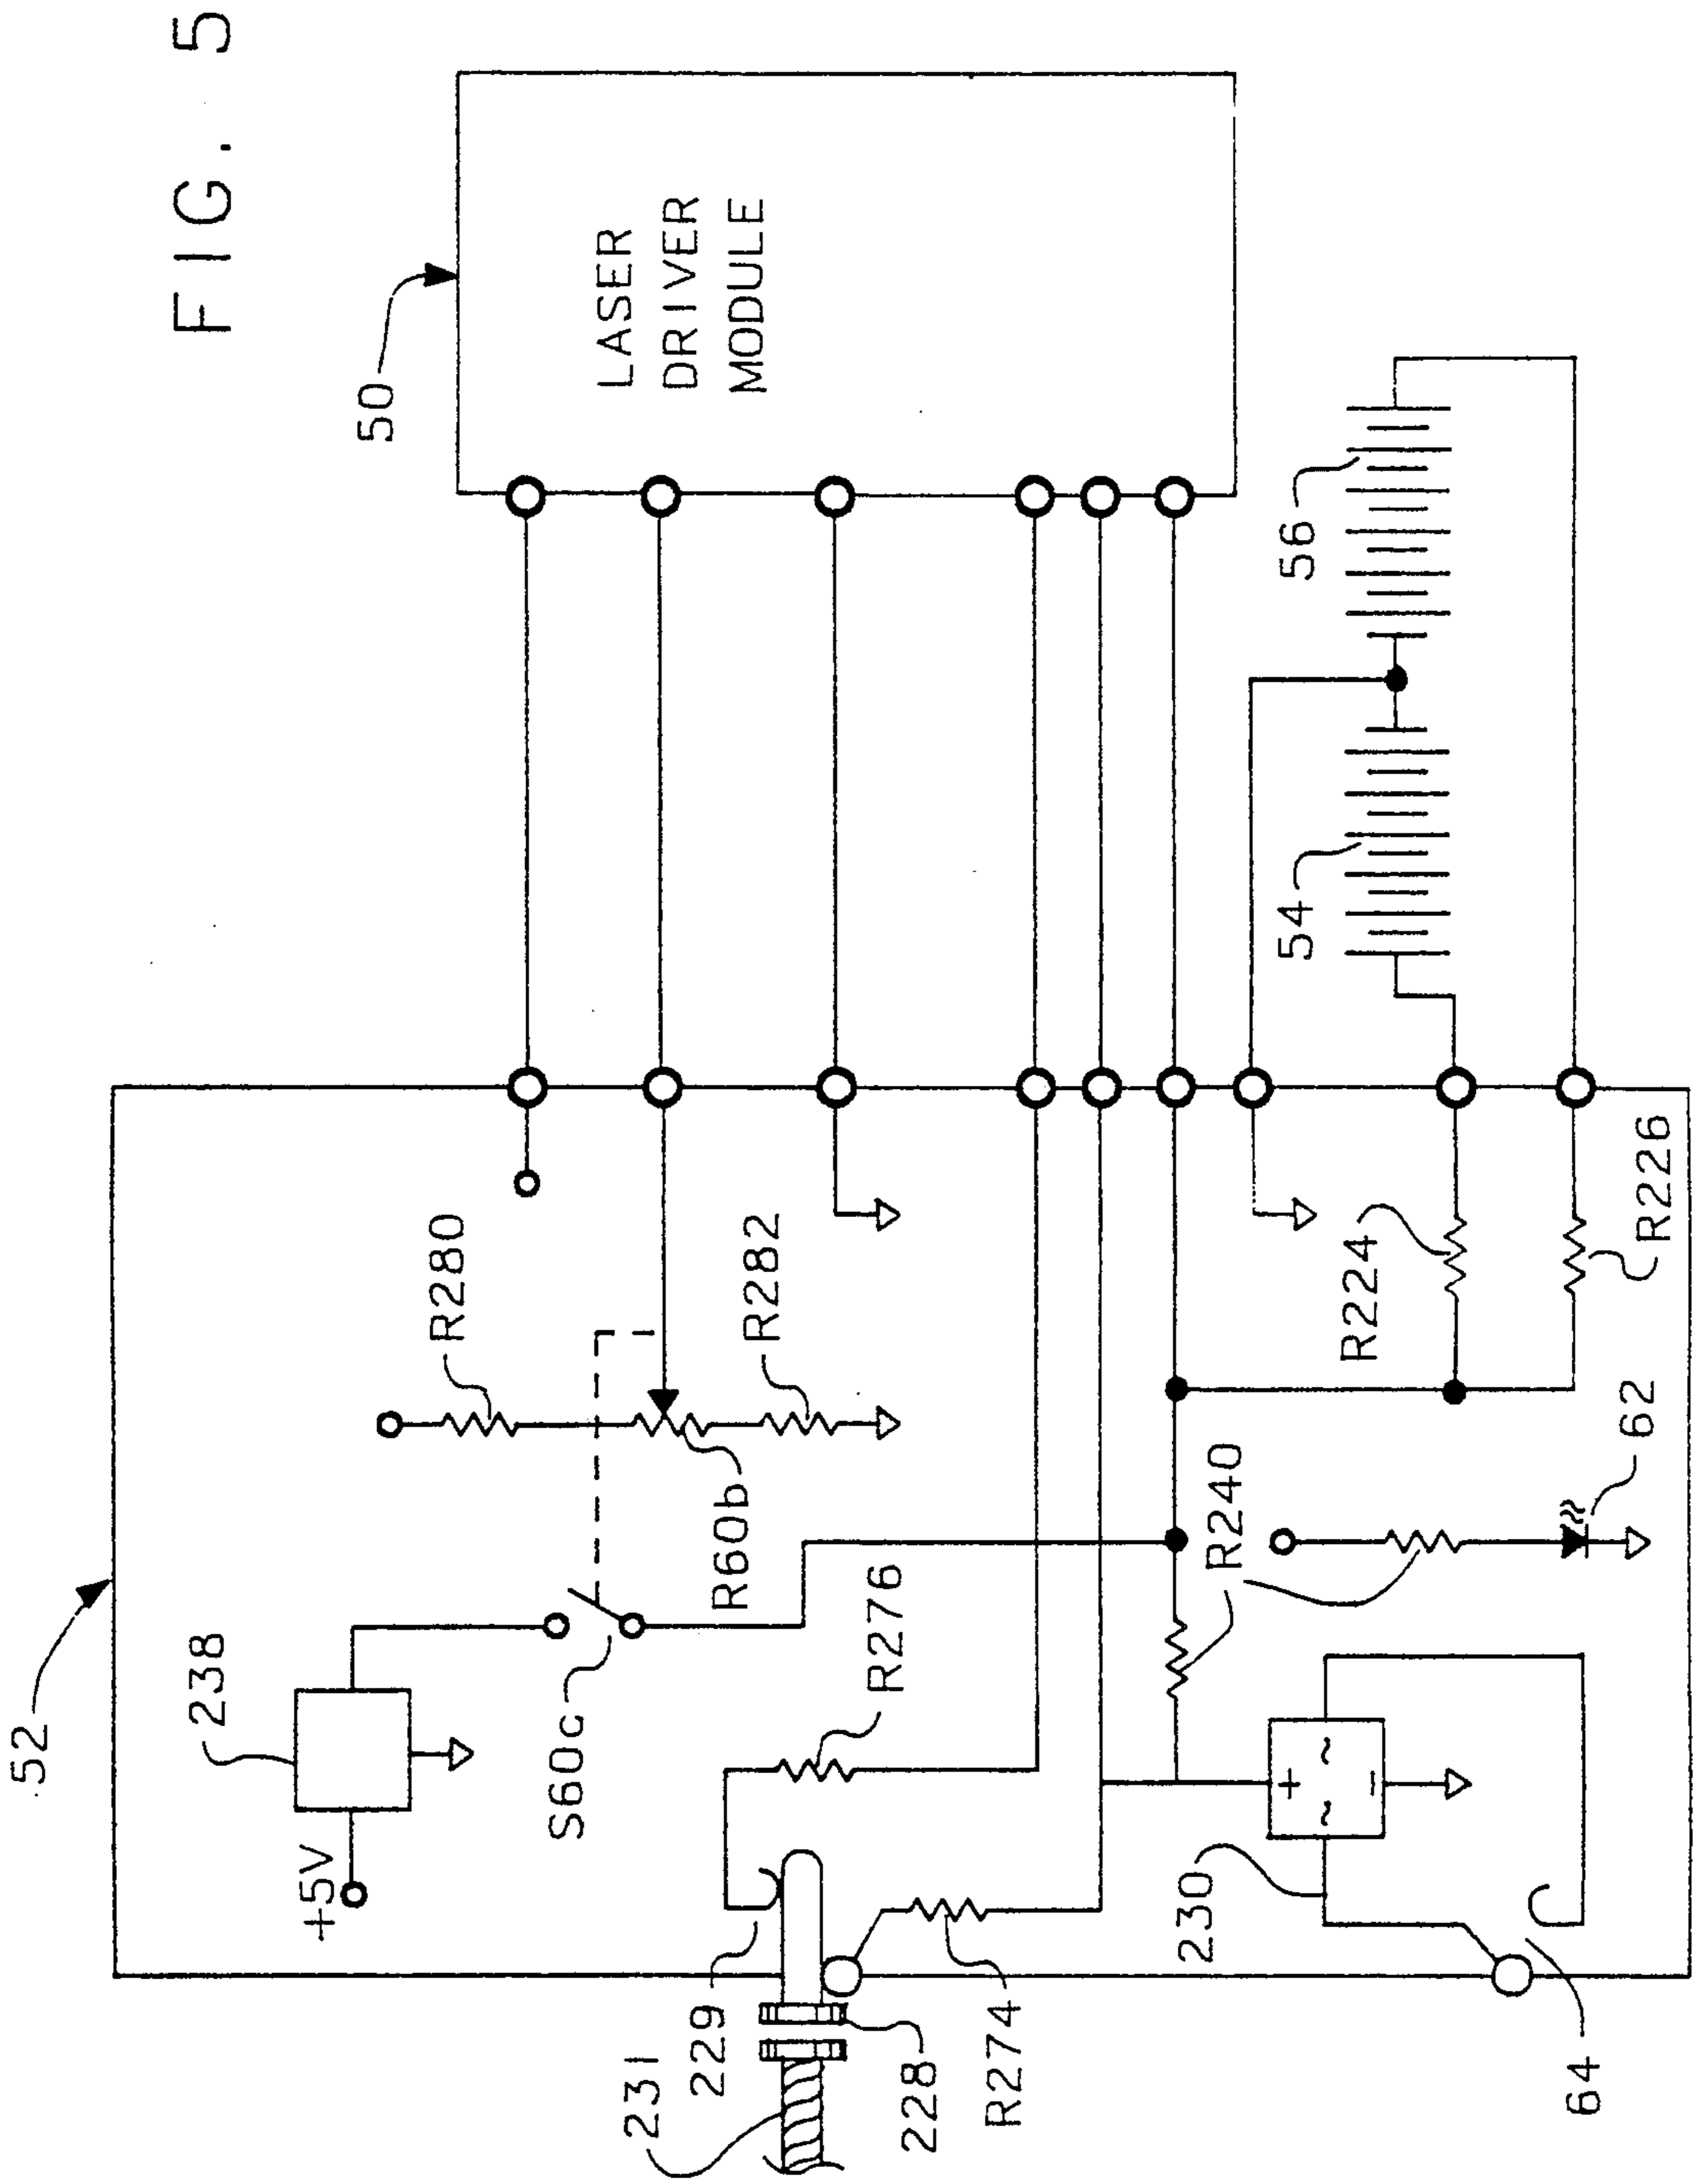 FIG. 5
52
50
+5V
238
S60c
R280
R60b
R282
LASER
DRIVER
MODULE
231
229
228
R274
R276
R240
R224
R226
230
64
62
54
56